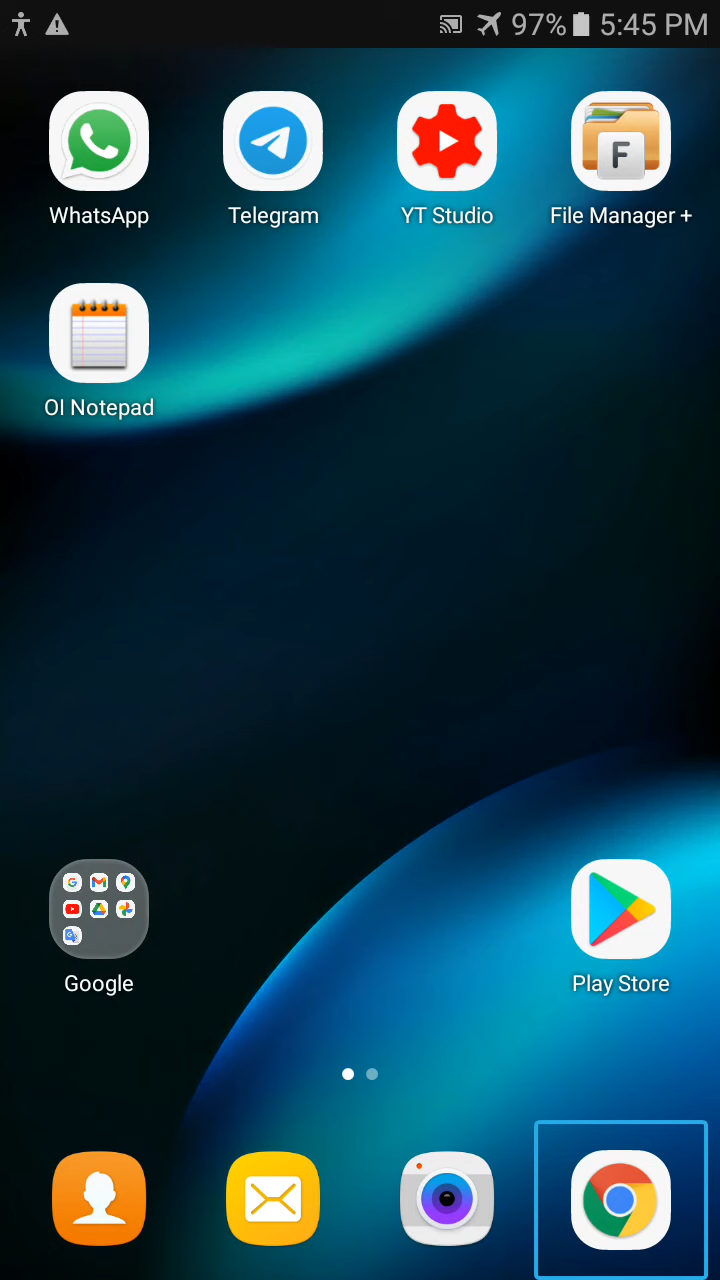 97% 5:45 PM
WhatsApp Telegram YT Studio File Manager +
F
OI Notepad
Google Play Store